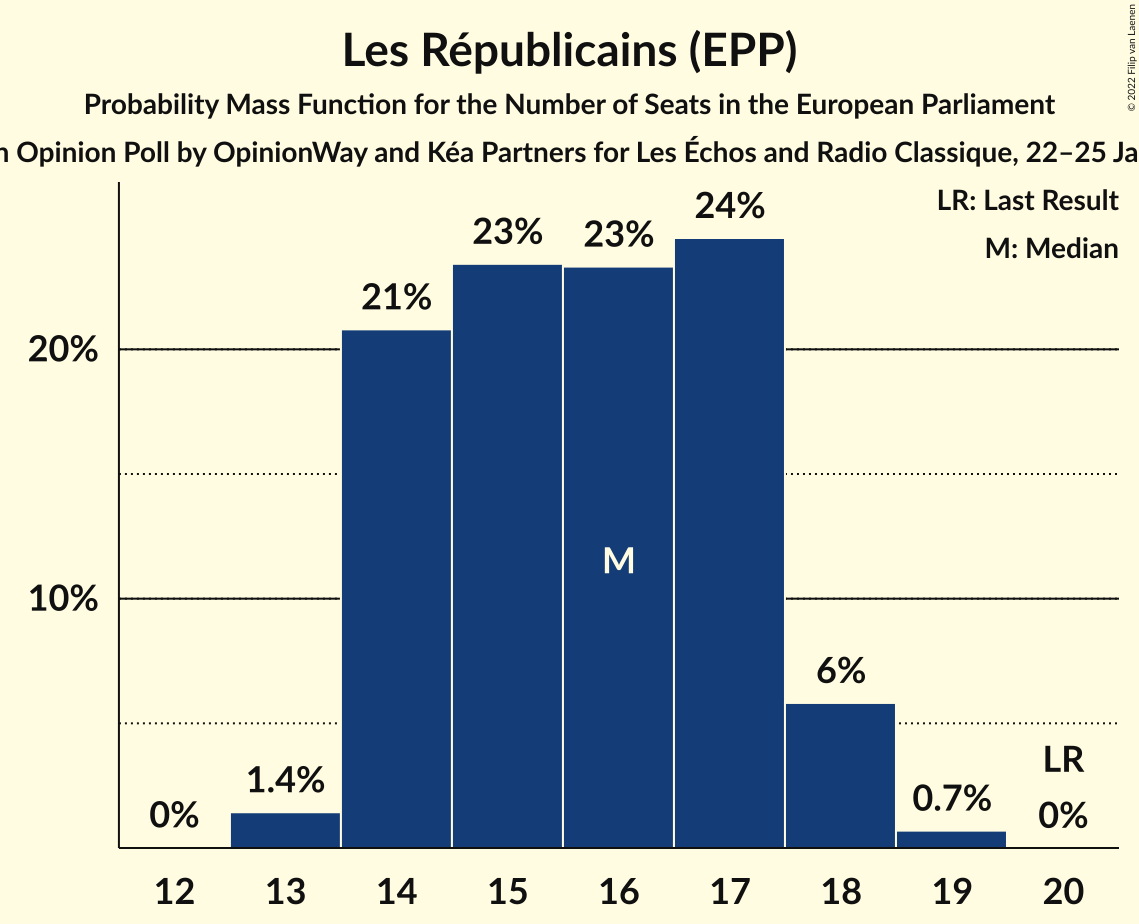 Les Républicains (EPP)
Probability Mass Function for the Number of Seats in the European Parliament
Opinion Poll by OpinionWay and Kéa Partners for Les Échos and Radio Classique, 22–25
© 2022 Filip van Laenen
LR: Last Result
M: Median
20%
10%
0%
1.4%
21%
23%
23%
24%
6%
0.7%
LR
0%
M
12 13 14 15 16 17 18 19 20